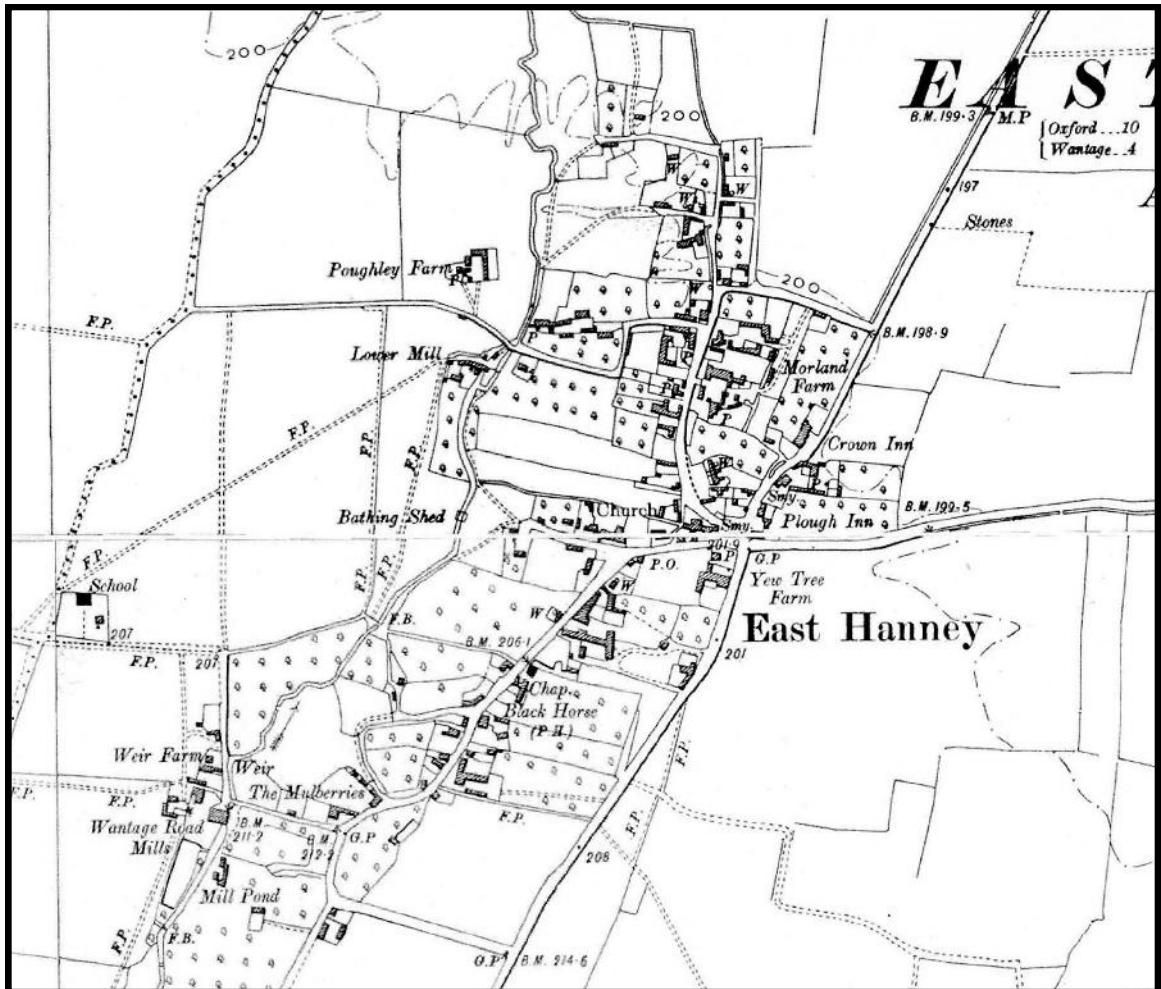 200
EAST
B.M. 199·3
M.P
Oxford....10
Wantage..4
200
W
W
197
Stones
Poughley Farm
P
W
200
F.P.
Lower Mill
P
B.M. 198·9
Morland
Farm
P
P
F.P.
F.P.
F.P.
Crown Inn
W
Bathing Shed
Church
Smy.
Smy.
Plough Inn
B.M. 199·5
201·9
F.P.
School
P.O.
P
G.P
Yew Tree
Farm
F.P.
F.P.
W
W
East Hanney
207
F.B.
F.P.
207
B.M. 206·1
201
Chap.
Black Horse
(P.H.)
Weir Farm
Weir
F.P.
The Mulberries
F.P.
F.P.
F.P.
F.P.
Wantage Road
Mills
B.M.
211·2
B.M.
212·2
G.P
208
Mill Pond
F.P.
F.B.
G.P
B.M. 214·6